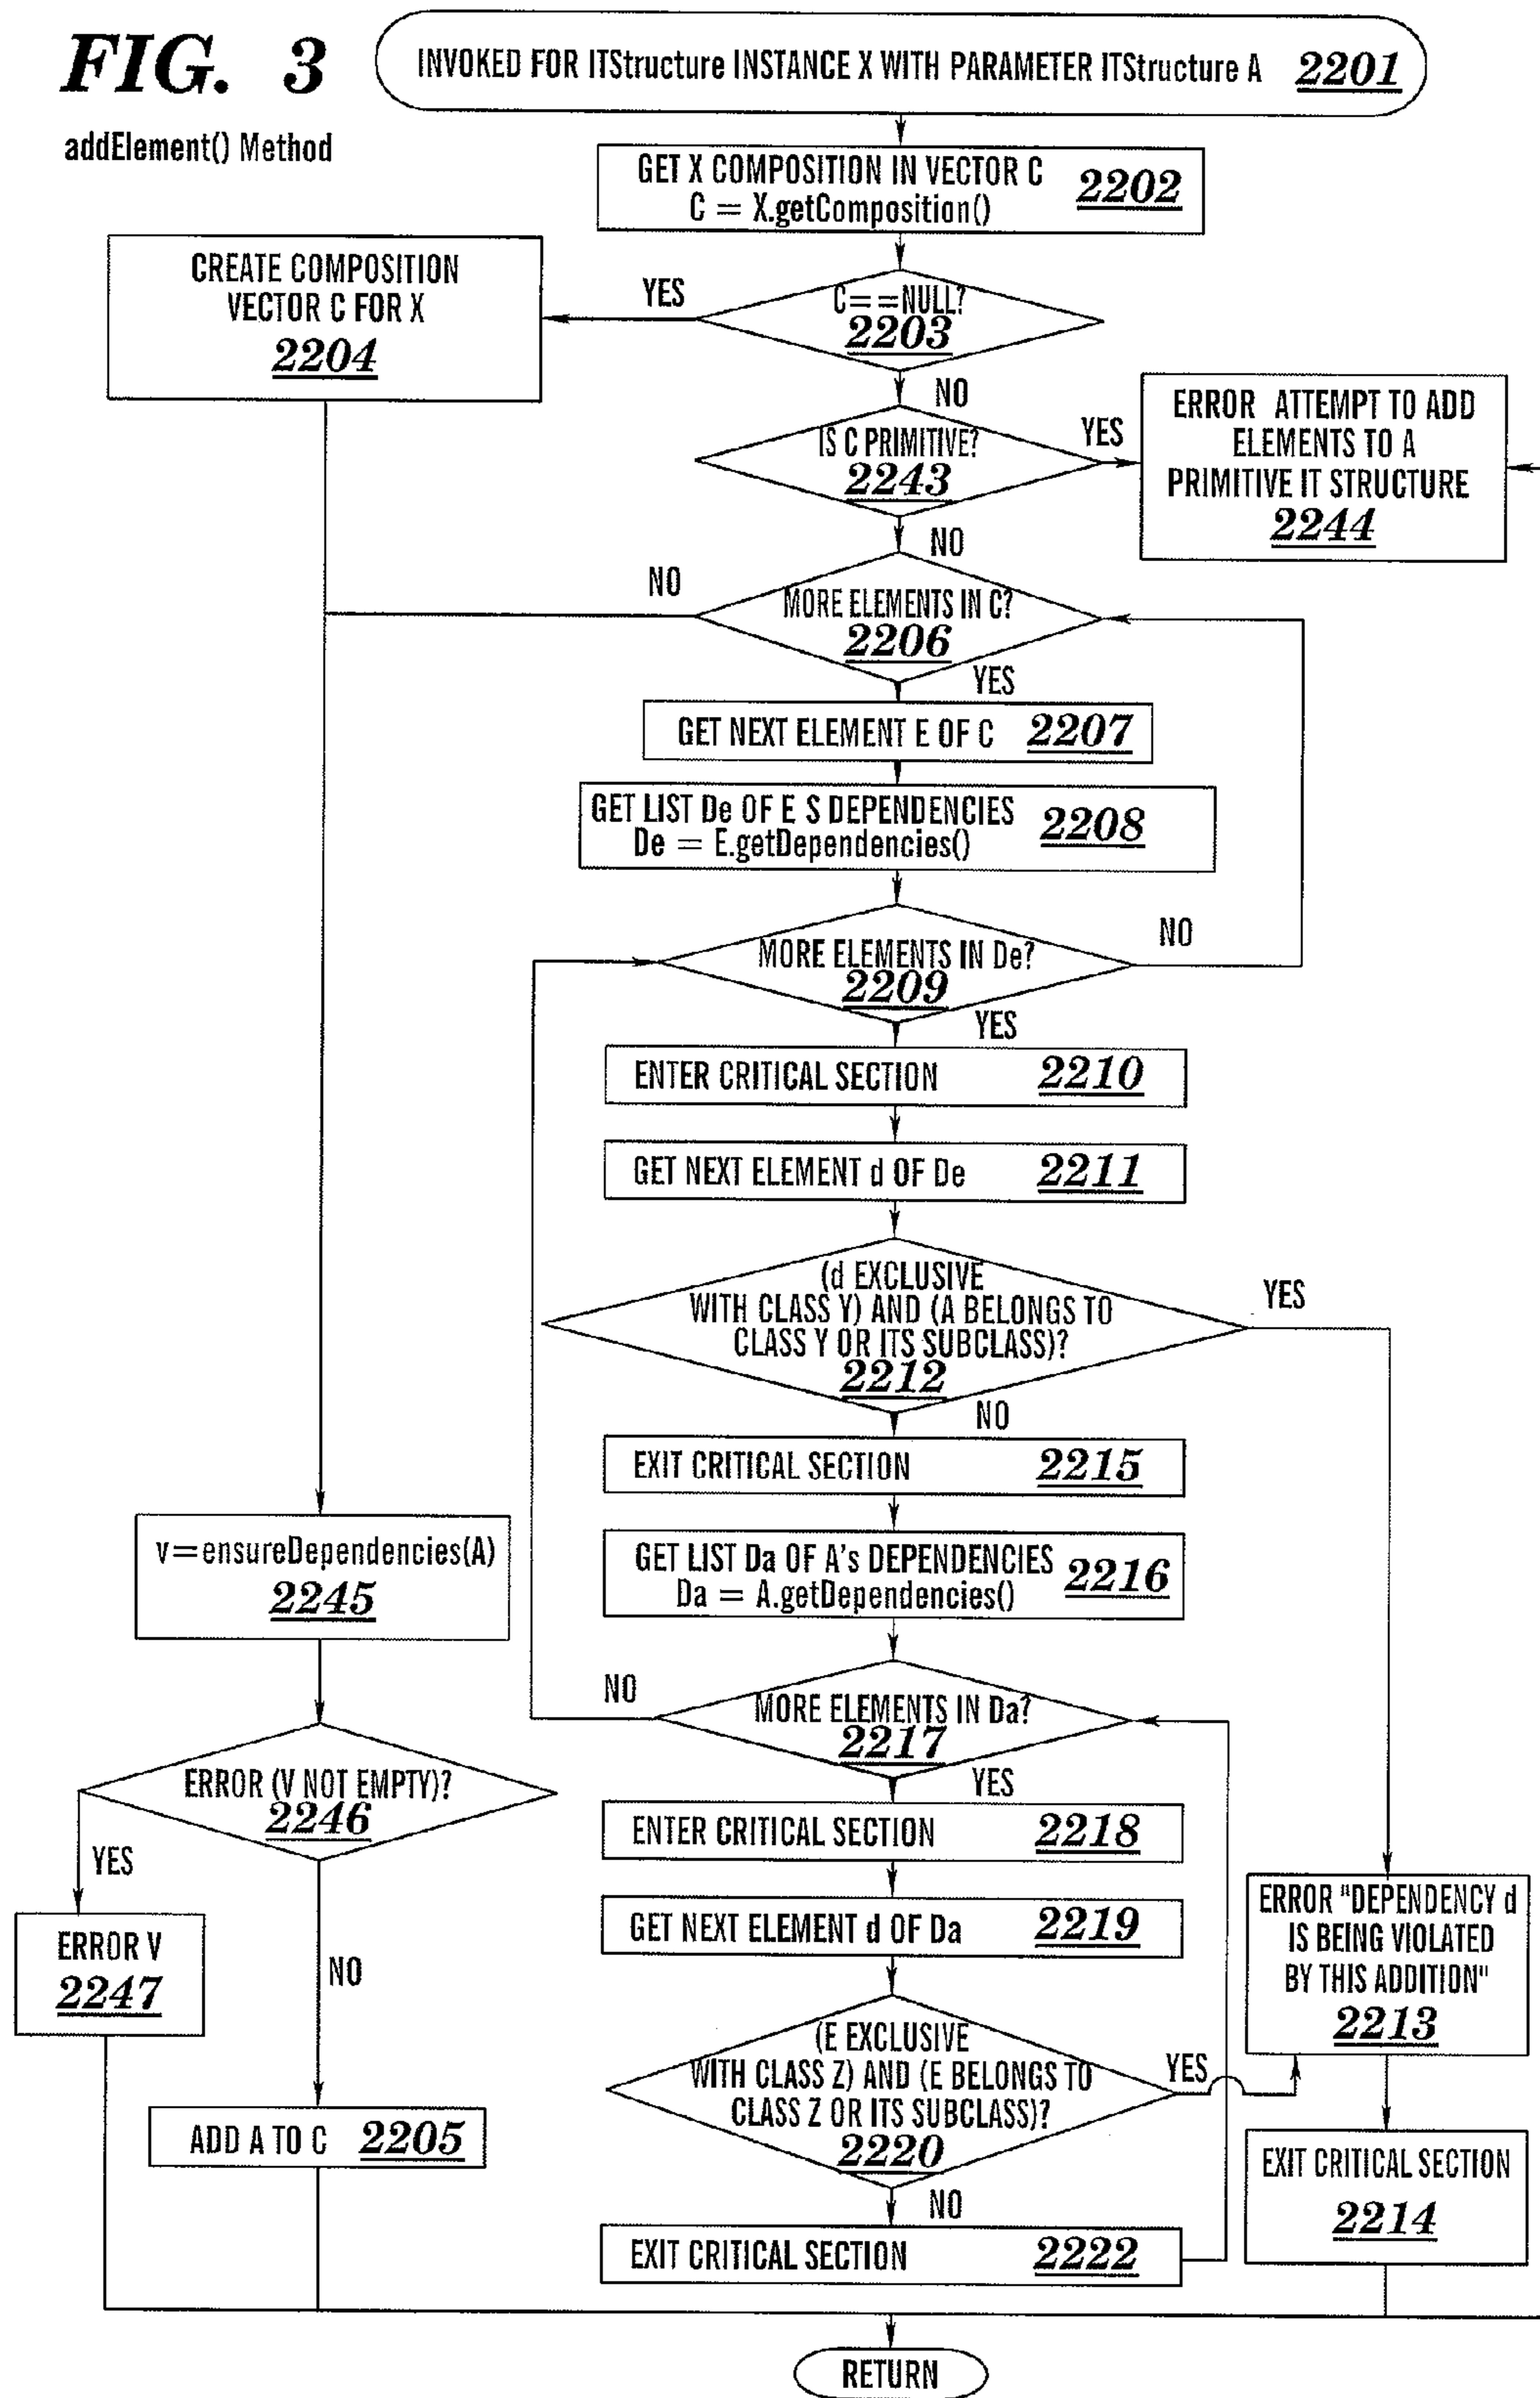 FIG. 3
addElement() Method
INVOKED FOR ITStructure INSTANCE X WITH PARAMETER ITStructure A 2201
GET X COMPOSITION IN VECTOR C
C = X.getComposition()
2202
C==NULL?
2203
YES
CREATE COMPOSITION
VECTOR C FOR X
2204
NO
IS C PRIMITIVE?
2243
YES
ERROR ATTEMPT TO ADD
ELEMENTS TO A
PRIMITIVE IT STRUCTURE
2244
NO
MORE ELEMENTS IN C?
2206
NO
YES
GET NEXT ELEMENT E OF C 2207
GET LIST De OF E S DEPENDENCIES
De = E.getDependencies()
2208
MORE ELEMENTS IN De?
2209
NO
YES
ENTER CRITICAL SECTION 2210
GET NEXT ELEMENT d OF De 2211
(d EXCLUSIVE
WITH CLASS Y) AND (A BELONGS TO
CLASS Y OR ITS SUBCLASS)?
2212
YES
NO
EXIT CRITICAL SECTION 2215
GET LIST Da OF A's DEPENDENCIES
Da = A.getDependencies()
2216
MORE ELEMENTS IN Da?
2217
NO
YES
ENTER CRITICAL SECTION 2218
GET NEXT ELEMENT d OF Da 2219
(E EXCLUSIVE
WITH CLASS Z) AND (E BELONGS TO
CLASS Z OR ITS SUBCLASS)?
2220
YES
NO
EXIT CRITICAL SECTION 2222
ERROR "DEPENDENCY d
IS BEING VIOLATED
BY THIS ADDITION"
2213
EXIT CRITICAL SECTION
2214
v=ensureDependencies(A)
2245
ERROR (V NOT EMPTY)?
2246
YES
ERROR V
2247
NO
ADD A TO C 2205
RETURN